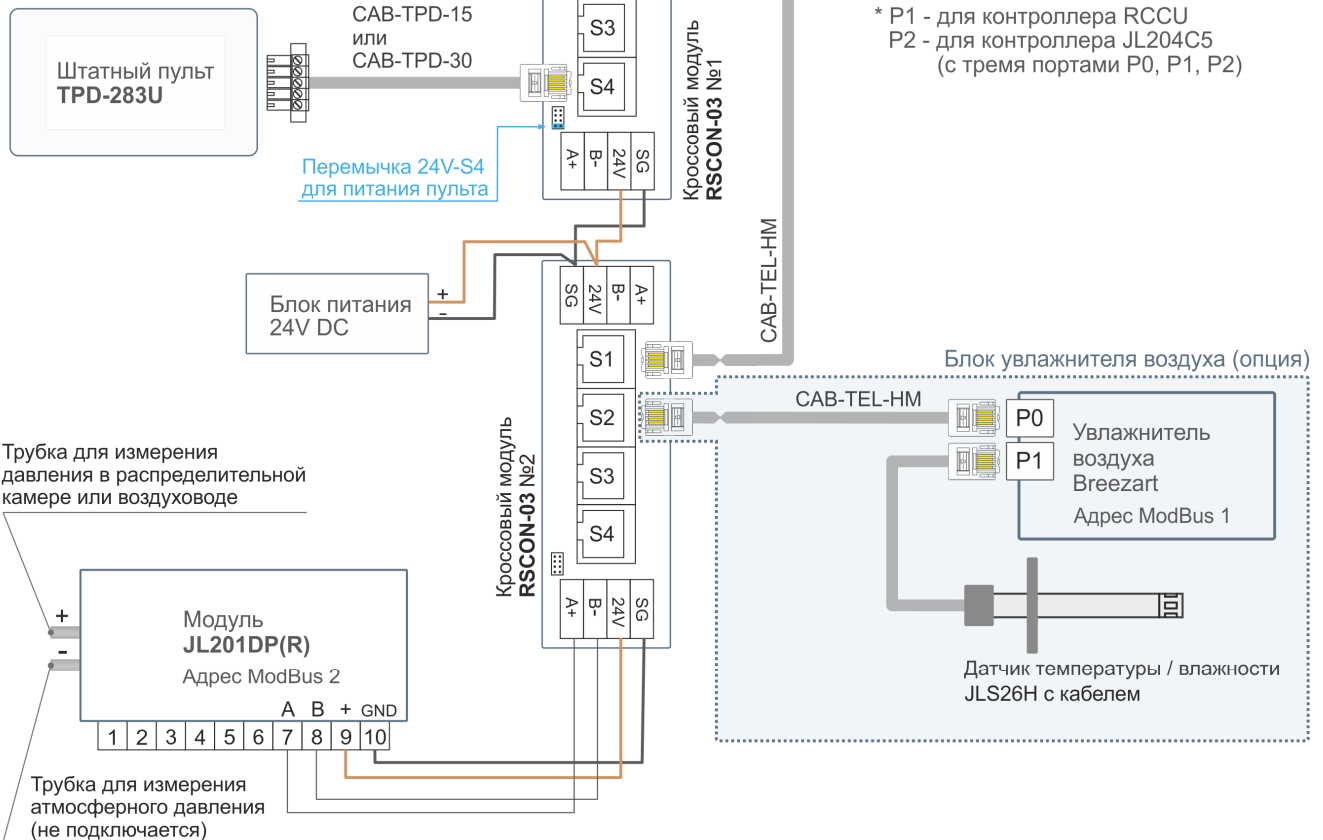 CAB-TPD-15
или
CAB-TPD-30
Штатный пульт
TPD-283U
S3
S4
Кроссовый модуль
RSCON-03 №1
* P1 - для контроллера RCCU
P2 - для контроллера JL204C5
(с тремя портами P0, P1, P2)
Перемычка 24V-S4
для питания пульта
A+
B-
24V
SG
CAB-TEL-HM
Блок питания
24V DC
+
-
SG
24V
B-
A+
S1
S2
S3
S4
Кроссовый модуль
RSCON-03 №2
A+
B-
24V
SG
Блок увлажнителя воздуха (опция)
CAB-TEL-HM
P0
P1
Увлажнитель
воздуха
Breezart
Адрес ModBus 1
Датчик температуры / влажности
JLS26H с кабелем
Трубка для измерения
давления в распределительной
камере или воздуховоде
+
-
Модуль
JL201DP(R)
Адрес ModBus 2
A B + GND
1 2 3 4 5 6 7 8 9 10
Трубка для измерения
атмосферного давления
(не подключается)